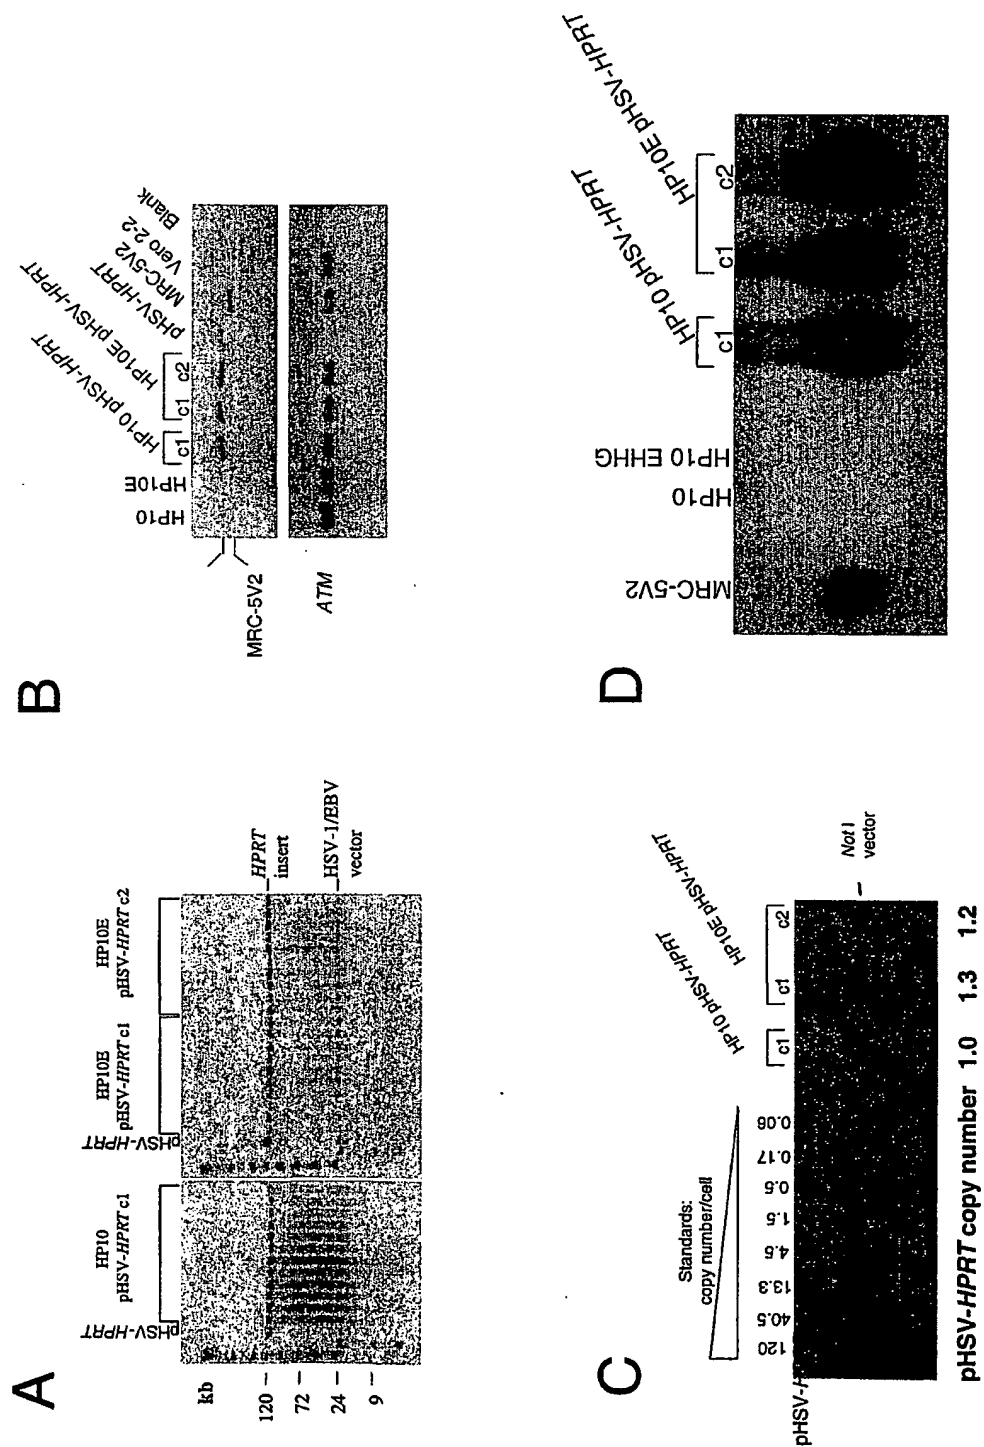 A
kb
120 –
72 –
24 –
9 –
pHSV-HPRT
HP10
pHSV-HPRT c1
pHSV-HPRT
HP10E
pHSV-HPRT c1
HP10E
pHSV-HPRT c2
HPRT
insert
HSV-1/EBV
vector
B
MRC-5V2
ATM
HP10
HP10E
HP10 pHSV-HPRT
c1
HP10E pHSV-HPRT
c1 c2
pHSV-HPRT
MRC-5V2
Vero 2-2
Blank
C
pHSV-H
Standards:
copy number/cell
120 40.5 13.3 4.5 1.5 0.5 0.17 0.06
HP10 pHSV-HPRT
c1
HP10E pHSV-HPRT
c1 c2
Not I
vector
pHSV-HPRT copy number 1.0 1.3 1.2
D
MRC-5V2
HP10
HP10 EHHG
HP10 pHSV-HPRT
c1
HP10E pHSV-HPRT
c1 c2